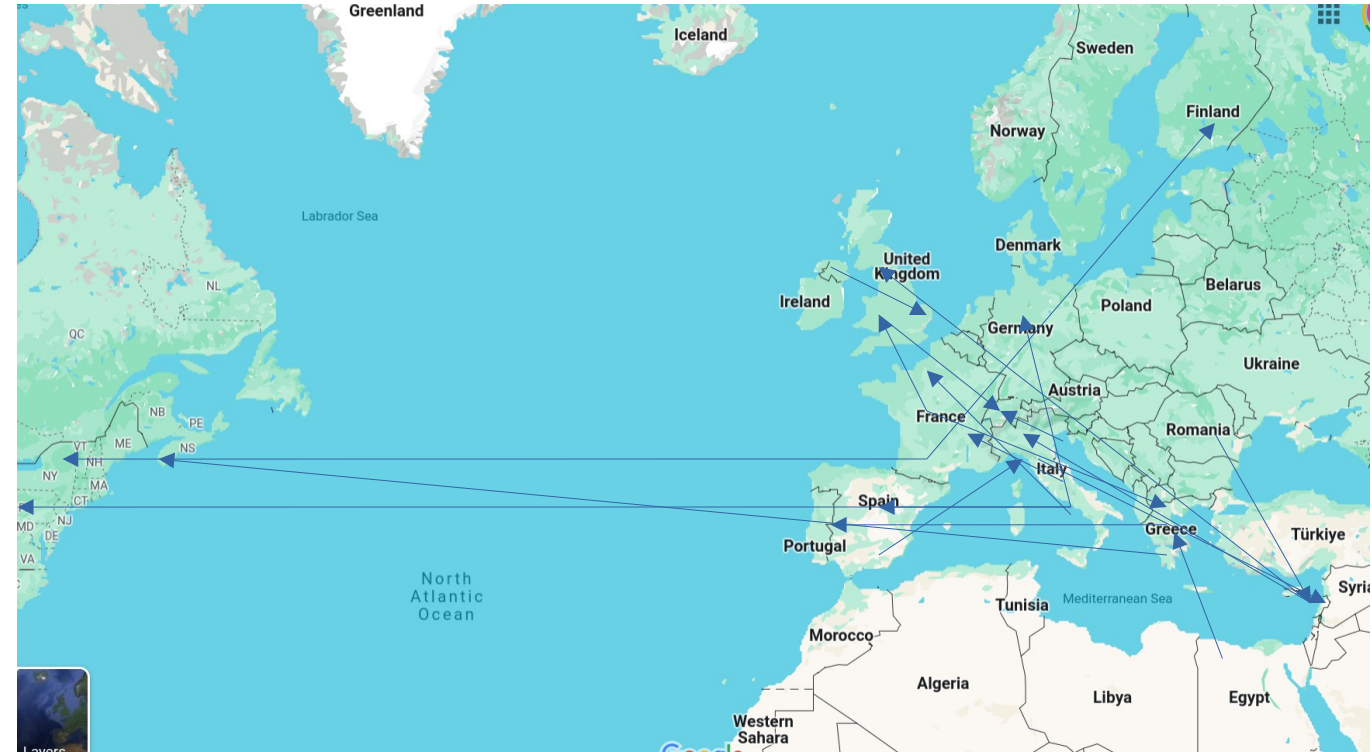 Greenland
Iceland
Sweden
Finland
Norway
Labrador Sea
Denmark
United
Kingdom
NL
Belarus
Ireland
Poland
Germany
QC
Ukraine
Austria
NB
France
PE
Romania
VT
ME
NS
NH
NY
Italy
MA
CT
Spain
NJ
MD
Greece
DE
Türkiye
Portugal
VA
North
Atlantic
Ocean
Tunisia
Mediterranean Sea
Morocco
Algeria
Libya
Egypt
Western
Sahara
Layers